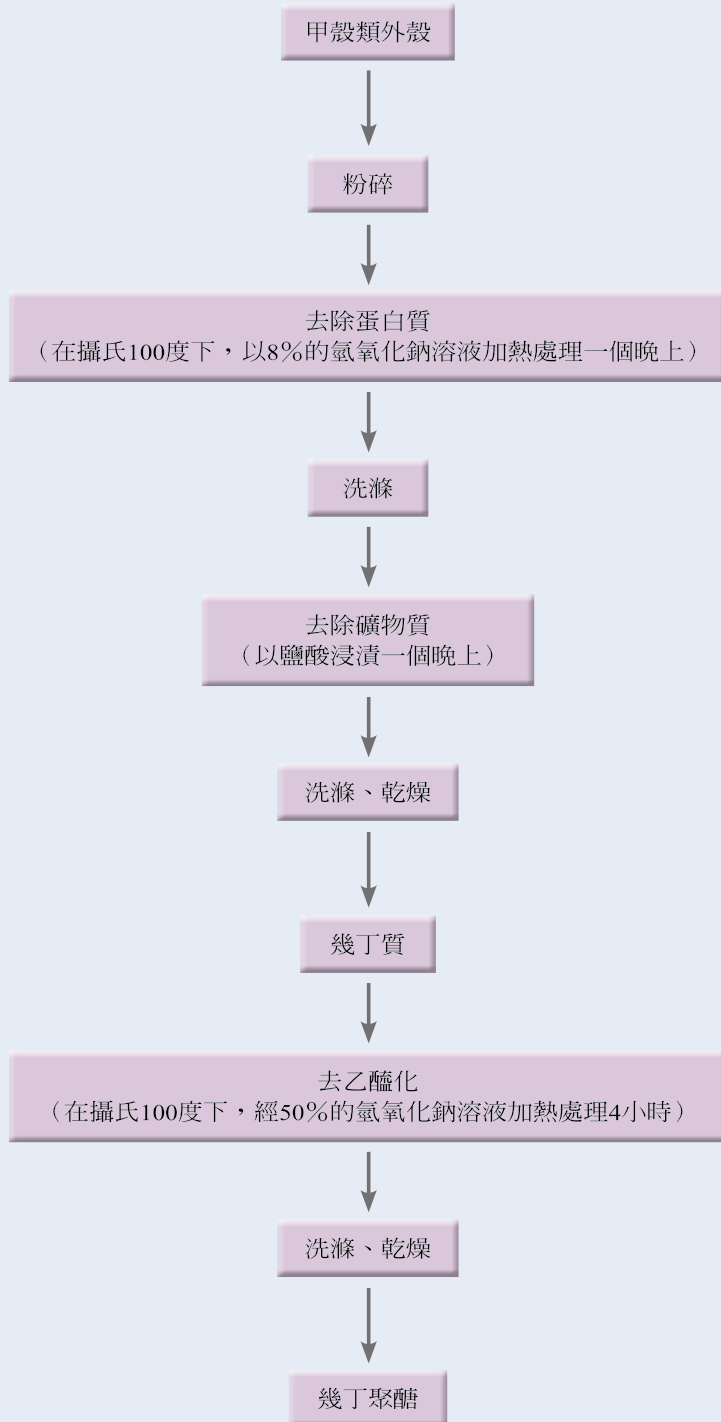 甲殼類外殼
粉碎
去除蛋白質
（在攝氏100度下，以8％的氫氧化鈉溶液加熱處理一個晚上）
洗滌
去除礦物質
（以鹽酸浸漬一個晚上）
洗滌、乾燥
幾丁質
去乙醯化
（在攝氏100度下，經50％的氫氧化鈉溶液加熱處理4小時）
洗滌、乾燥
幾丁聚醣